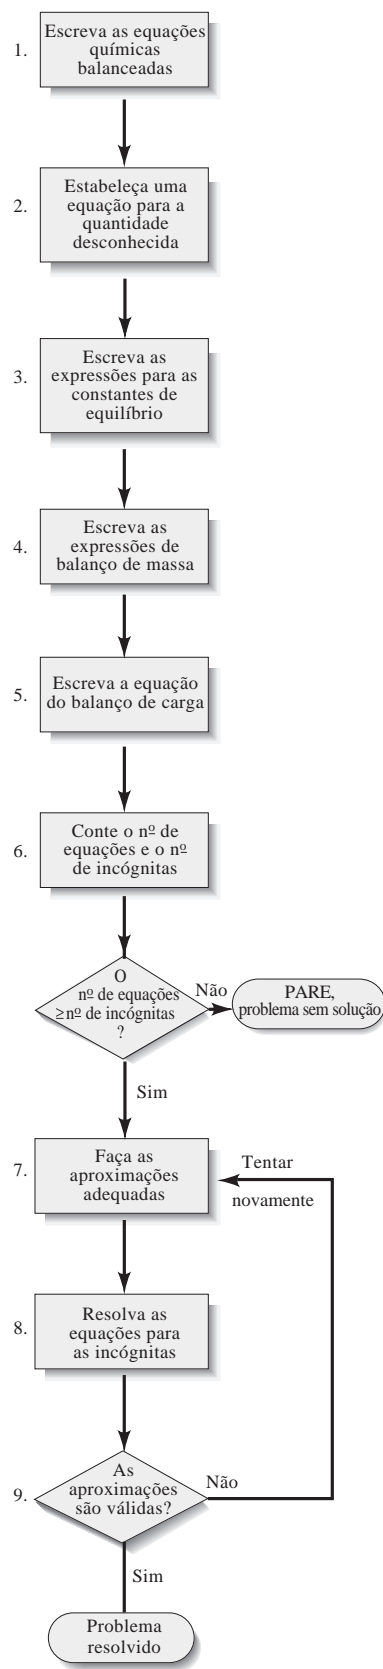 1.
Escreva as equações
químicas
balanceadas
2.
Estabeleça uma
equação para a
quantidade
desconhecida
3.
Escreva as
expressões para as
constantes de
equilíbrio
4.
Escreva as
expressões de
balanço de massa
5.
Escreva a equação
do balanço de carga
6.
Conte o nº de
equações e o nº
de incógnitas
O
nº de equações
≥nº de incógnitas
?
Não
PARE,
problema sem solução
Sim
7.
Faça as
aproximações
adequadas
Tentar
novamente
8.
Resolva as
equações para
as incógnitas
9.
As
aproximações
são válidas?
Não
Sim
Problema
resolvido